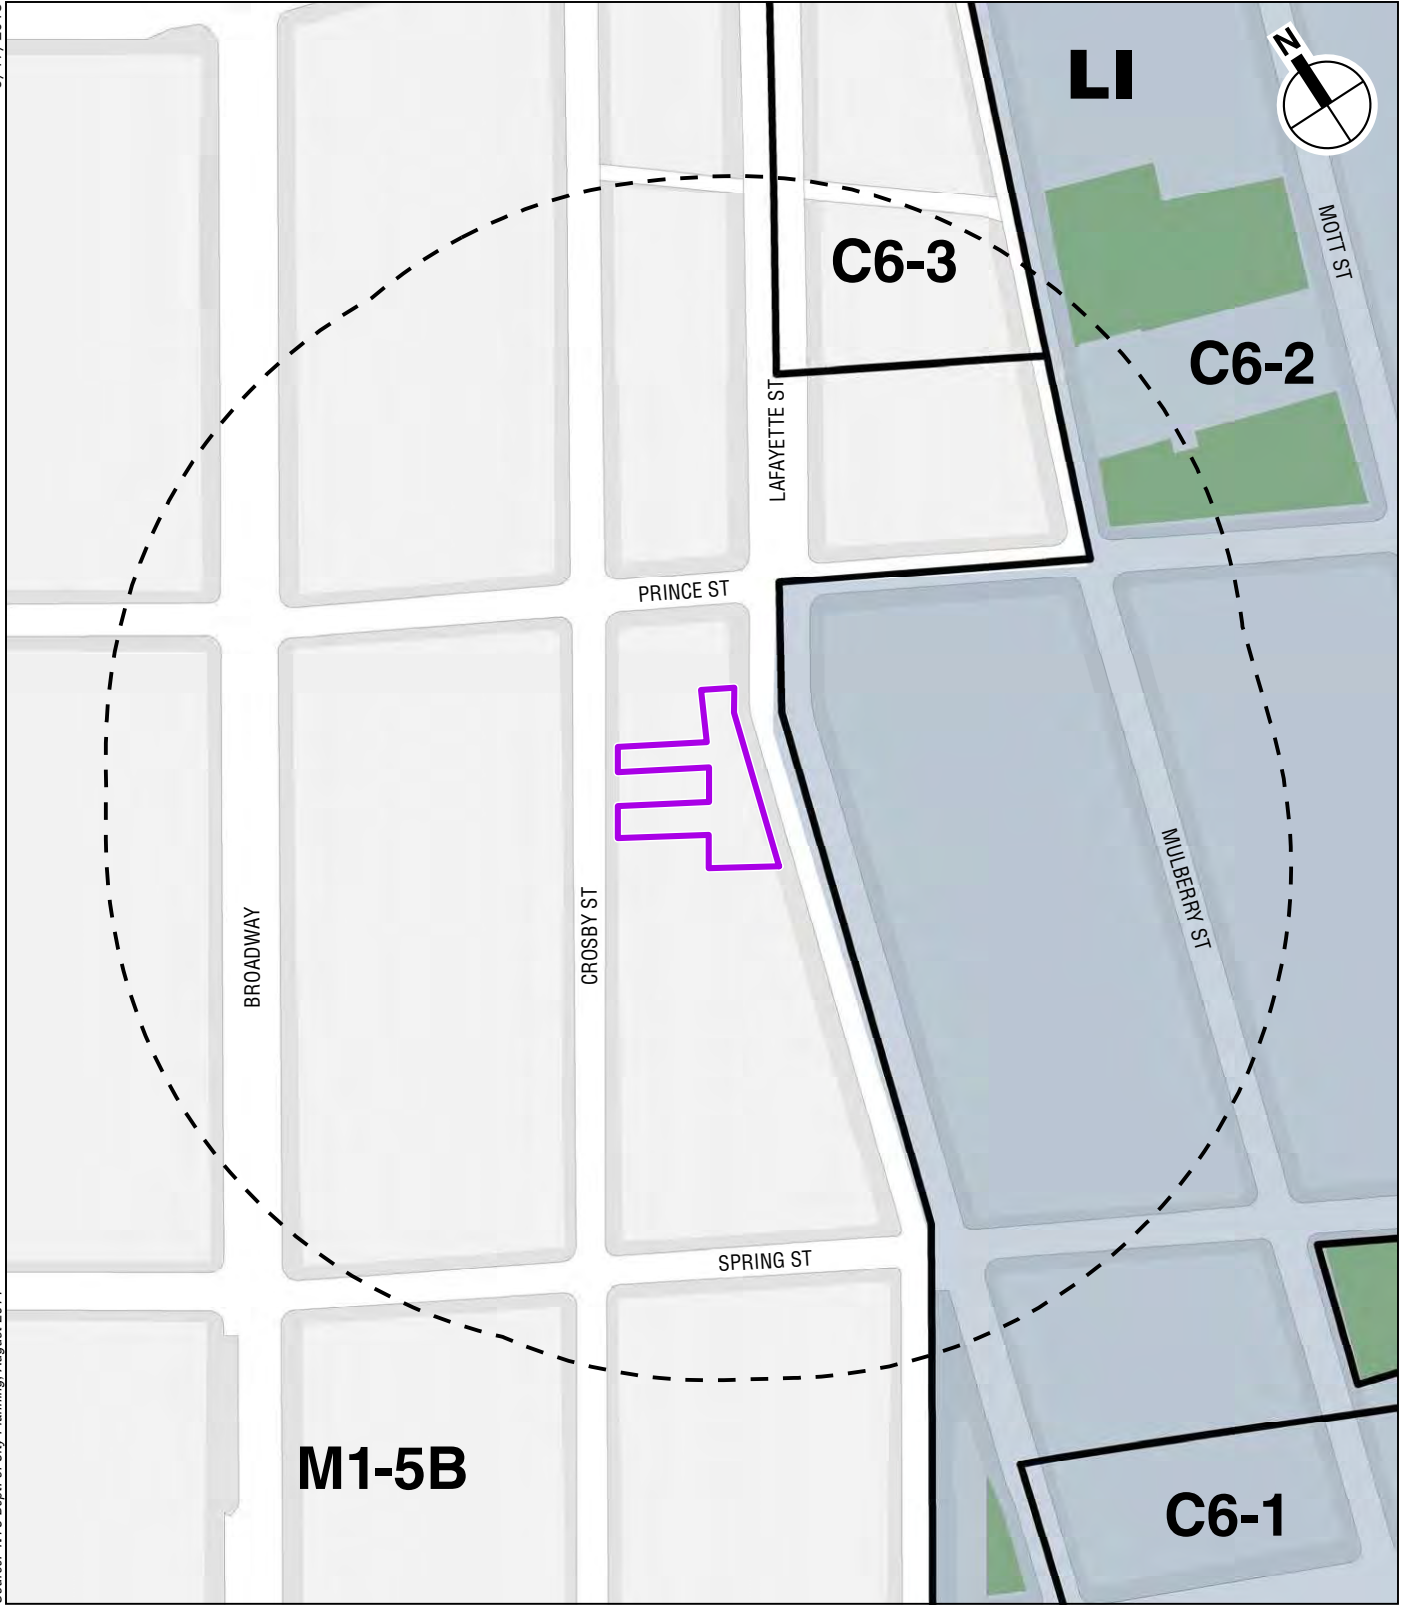 LI
N
MOTT ST
C6-3
C6-2
LAFAYETTE ST
PRINCE ST
MULBERRY ST
CROSBY ST
BROADWAY
SPRING ST
M1-5B
C6-1